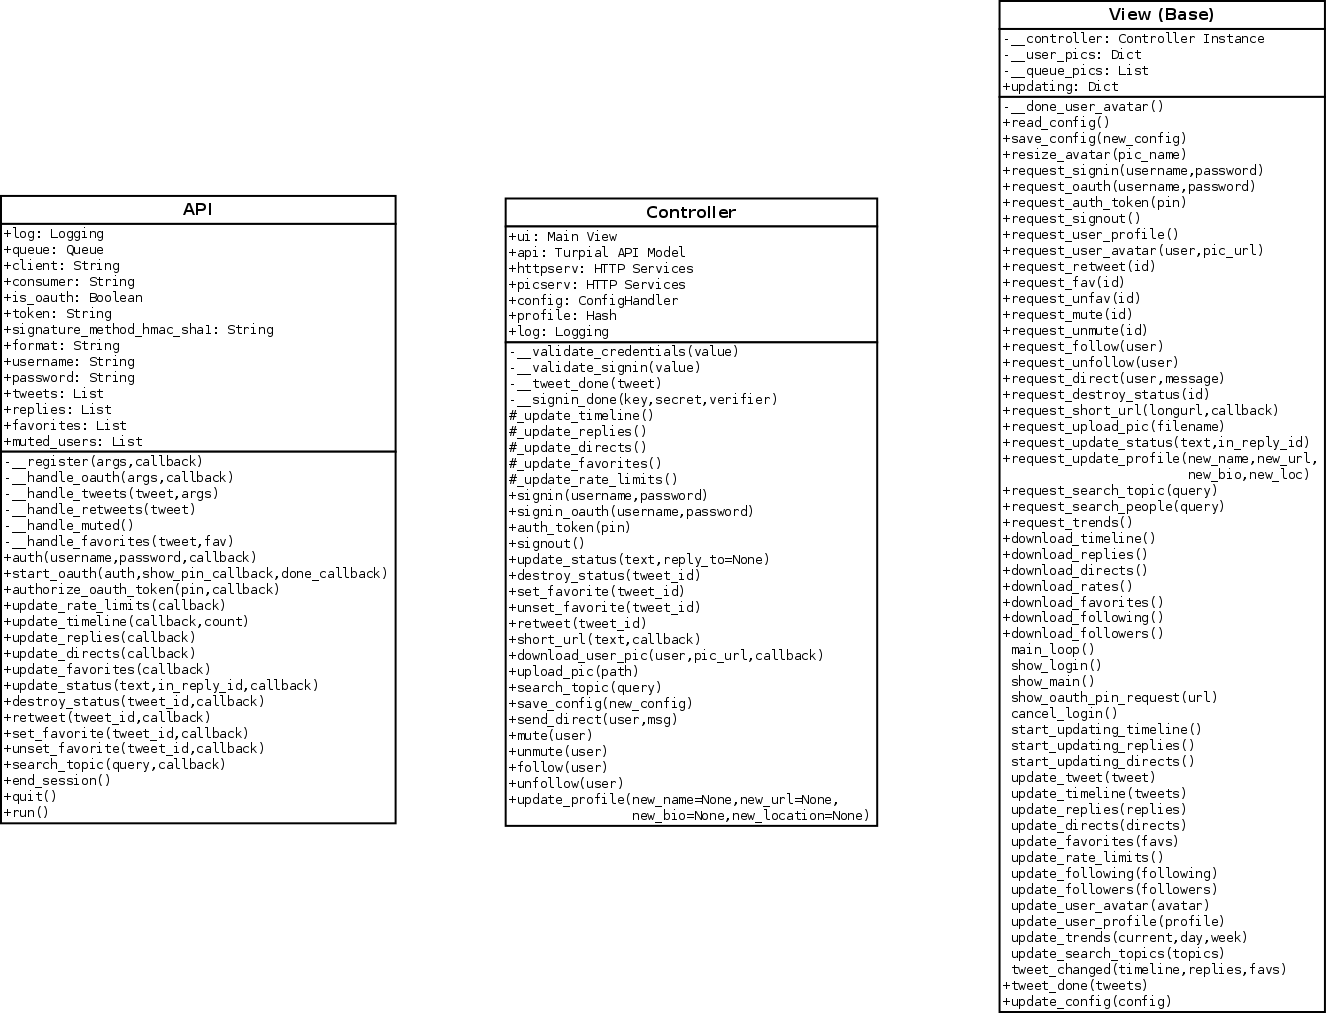 API
+log: Logging
+queue: Queue
+client: String
+consumer: String
+is_oauth: Boolean
+token: String
+signature_method_hmac_sha1: String
+format: String
+username: String
+password: String
+tweets: List
+replies: List
+favorites: List
+muted_users: List
-__register(args,callback)
-__handle_oauth(args,callback)
-__handle_tweets(tweet,args)
-__handle_retweets(tweet)
-__handle_muted()
-__handle_favorites(tweet,fav)
+auth(username,password,callback)
+start_oauth(auth,show_pin_callback,done_callback)
+authorize_oauth_token(pin,callback)
+update_rate_limits(callback)
+update_timeline(callback,count)
+update_replies(callback)
+update_directs(callback)
+update_favorites(callback)
+update_status(text,in_reply_id,callback)
+destroy_status(tweet_id,callback)
+retweet(tweet_id,callback)
+set_favorite(tweet_id,callback)
+unset_favorite(tweet_id,callback)
+search_topic(query,callback)
+end_session()
+quit()
+run()
Controller
+ui: Main View
+api: Turpial API Model
+httpserv: HTTP Services
+picserv: HTTP Services
+config: ConfigHandler
+profile: Hash
+log: Logging
-__validate_credentials(value)
-__validate_signin(value)
-__tweet_done(tweet)
-__signin_done(key,secret,verifier)
#_update_timeline()
#_update_replies()
#_update_directs()
#_update_favorites()
#_update_rate_limits()
+signin(username,password)
+signin_oauth(username,password)
+auth_token(pin)
+signout()
+update_status(text,reply_to=None)
+destroy_status(tweet_id)
+set_favorite(tweet_id)
+unset_favorite(tweet_id)
+retweet(tweet_id)
+short_url(text,callback)
+download_user_pic(user,pic_url,callback)
+upload_pic(path)
+search_topic(query)
+save_config(new_config)
+send_direct(user,msg)
+mute(user)
+unmute(user)
+follow(user)
+unfollow(user)
+update_profile(new_name=None,new_url=None,
new_bio=None,new_location=None)
View (Base)
-__controller: Controller Instance
-__user_pics: Dict
-__queue_pics: List
+updating: Dict
-__done_user_avatar()
+read_config()
+save_config(new_config)
+resize_avatar(pic_name)
+request_signin(username,password)
+request_oauth(username,password)
+request_auth_token(pin)
+request_signout()
+request_user_profile()
+request_user_avatar(user,pic_url)
+request_retweet(id)
+request_fav(id)
+request_unfav(id)
+request_mute(id)
+request_unmute(id)
+request_follow(user)
+request_unfollow(user)
+request_direct(user,message)
+request_destroy_status(id)
+request_short_url(longurl,callback)
+request_upload_pic(filename)
+request_update_status(text,in_reply_id)
+request_update_profile(new_name,new_url,
new_bio,new_loc)
+request_search_topic(query)
+request_search_people(query)
+request_trends()
+download_timeline()
+download_replies()
+download_directs()
+download_rates()
+download_favorites()
+download_following()
+download_followers()
main_loop()
show_login()
show_main()
show_oauth_pin_request(url)
cancel_login()
start_updating_timeline()
start_updating_replies()
start_updating_directs()
update_tweet(tweet)
update_timeline(tweets)
update_replies(replies)
update_directs(directs)
update_favorites(favs)
update_rate_limits()
update_following(following)
update_followers(followers)
update_user_avatar(avatar)
update_user_profile(profile)
update_trends(current,day,week)
update_search_topics(topics)
tweet_changed(timeline,replies,favs)
+tweet_done(tweets)
+update_config(config)